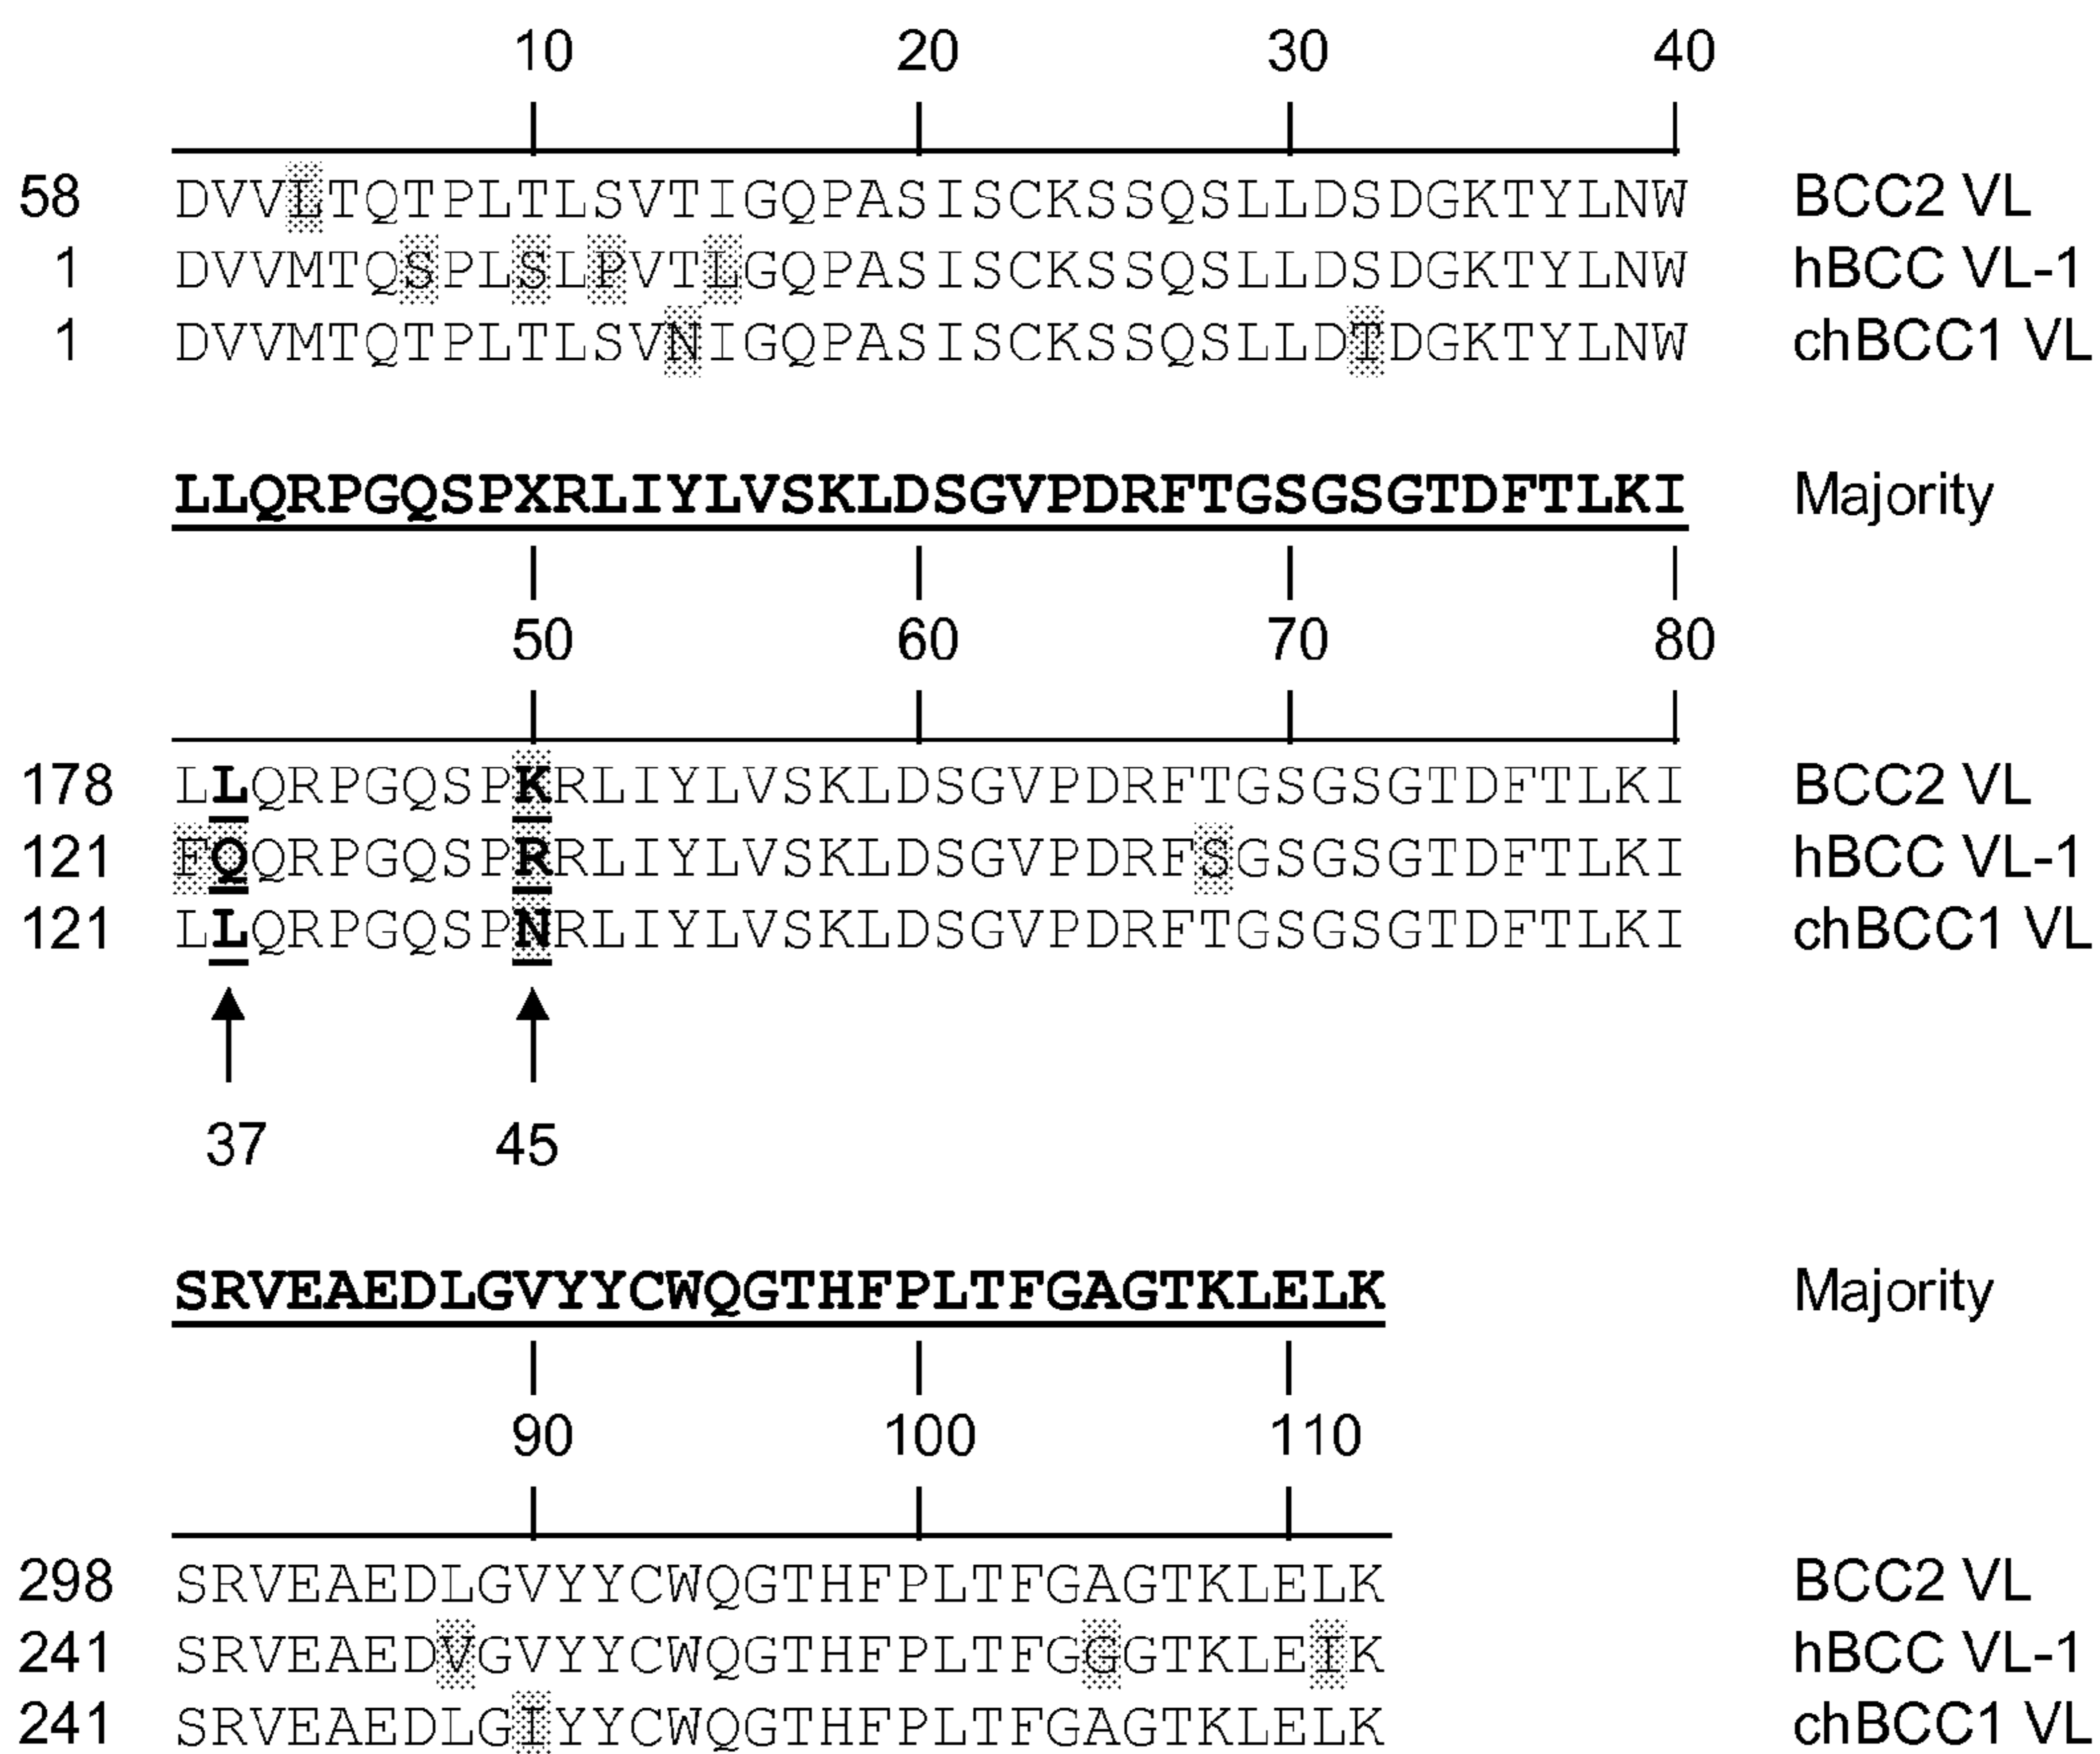 10 20 30 40
58 DVVLTQTPLTLSVTIGQPASISCKSSQSLLDSDGKTYLNW BCC2 VL
1 DVVMTQSPLSLPVTLGQPASISCKSSQSLLDSDGKTYLNW hBCC VL-1
1 DVVMTQTPLTLSVNIGQPASISCKSSQSLLDTDGKTYLNW chBCC1 VL
LLQRPGQSPXRLIYLVSKLDSGVPDRFTGSGSGTDFTLKI Majority
50 60 70 80
178 LLQRPGQSPKRLIYLVSKLDSGVPDRFTGSGSGTDFTLKI BCC2 VL
121 FQQRPGQSPRRLIYLVSKLDSGVPDRFSGSGSGTDFTLKI hBCC VL-1
121 LLQRPGQSPNRLIYLVSKLDSGVPDRFTGSGSGTDFTLKI chBCC1 VL
37 45
SRVEAEDLGVYYCWQGTHFPLTFGAGTKLELK Majority
90 100 110
298 SRVEAEDLGVYYCWQGTHFPLTFGAGTKLELK BCC2 VL
241 SRVEAEDVGVYYCWQGTHFPLTFGGGTKLEIK hBCC VL-1
241 SRVEAEDLGIYYCWQGTHFPLTFGAGTKLELK chBCC1 VL